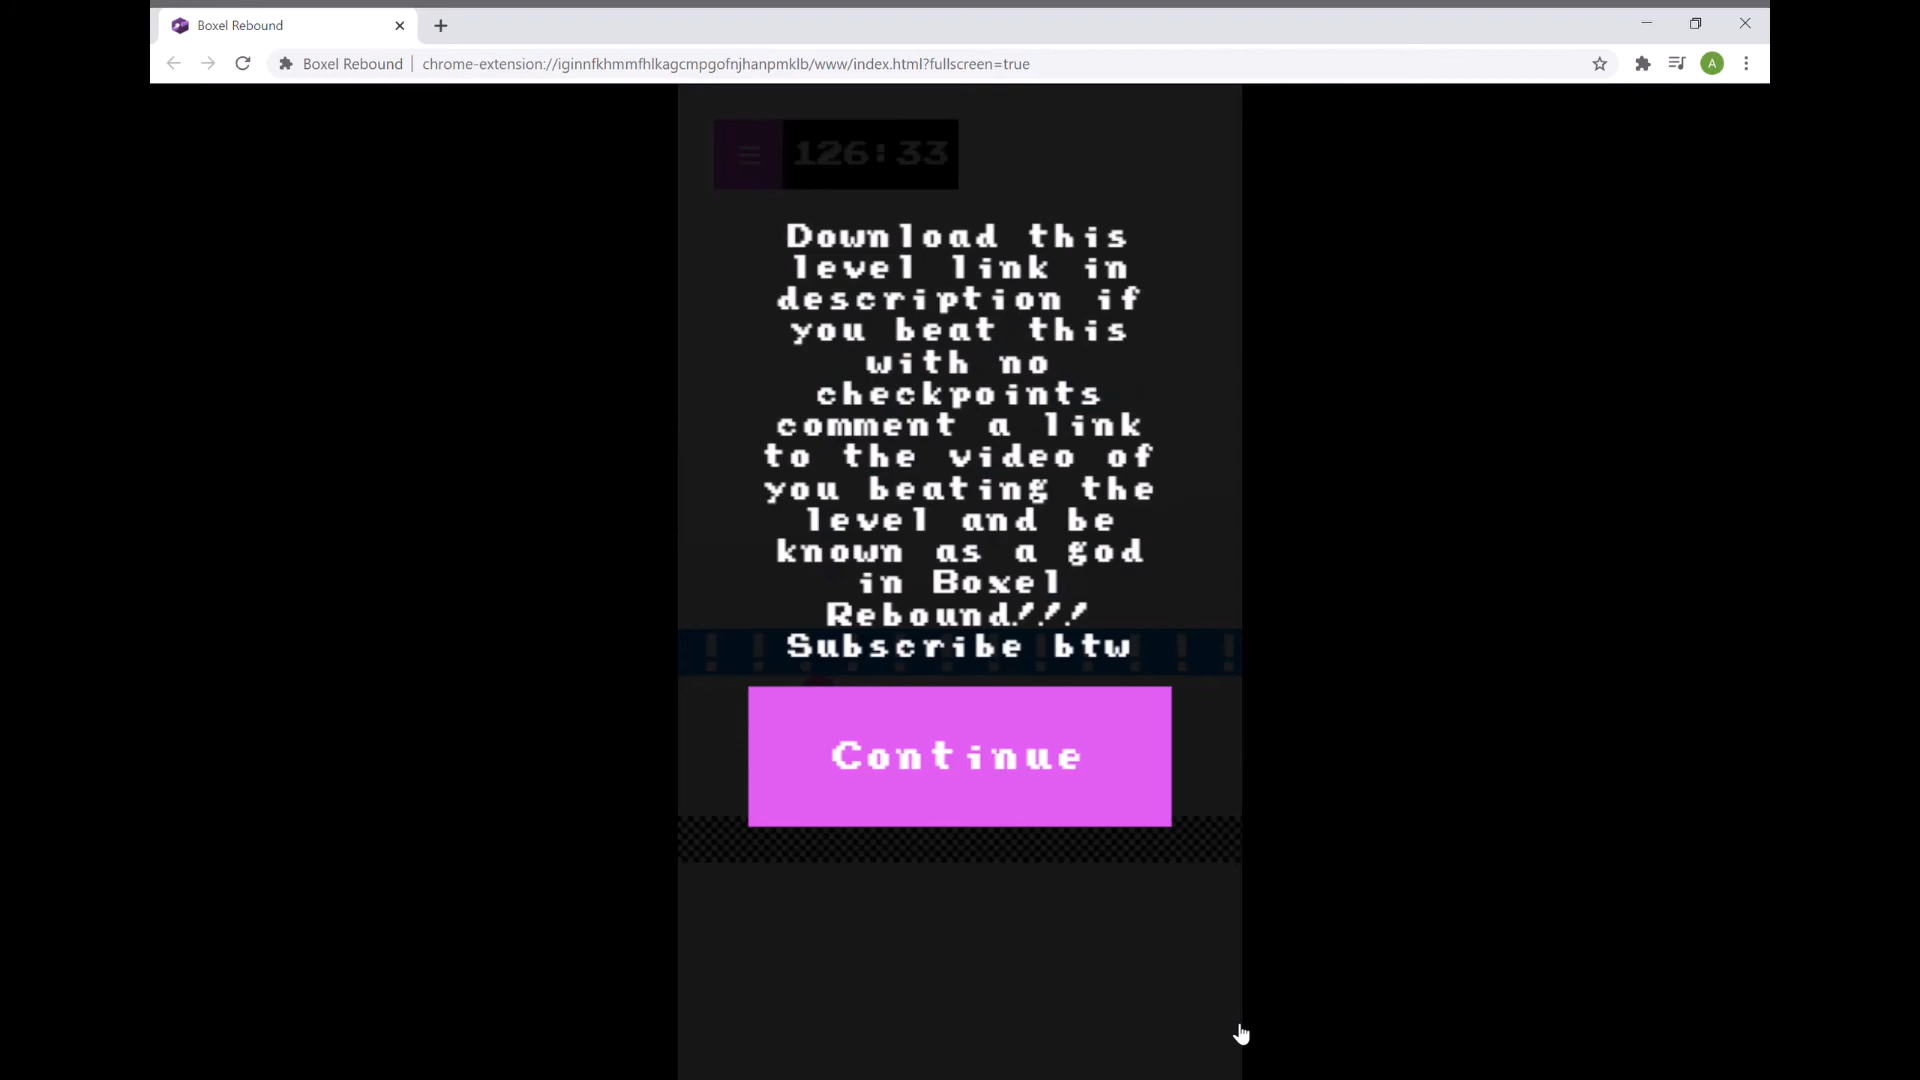 Boxel Rebound
Boxel Rebound | chrome-extension://iginnfkhmmfhlkagcmpgofnjhanpmklb/www/index.html?fullscreen=true
A
126:33
Download this
level link in
description if
you beat this
with no
checkpoints
comment a link
to the video of
you beating the
level and be
known as a god
in Boxel
Rebound!!!
Subscribe btw
Continue